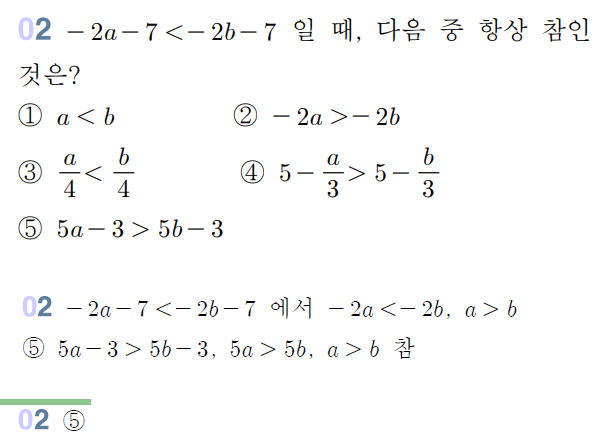 02 −2a−7<−2b−7 일 때, 다음 중 항상 참인
것은?
① a<b ② −2a>−2b
③ a/4<b/4 ④ 5−a/3>5−b/3
⑤ 5a−3>5b−3
02 −2a−7<−2b−7 에서 −2a<−2b, a>b
⑤ 5a−3>5b−3, 5a>5b, a>b 참
02 ⑤